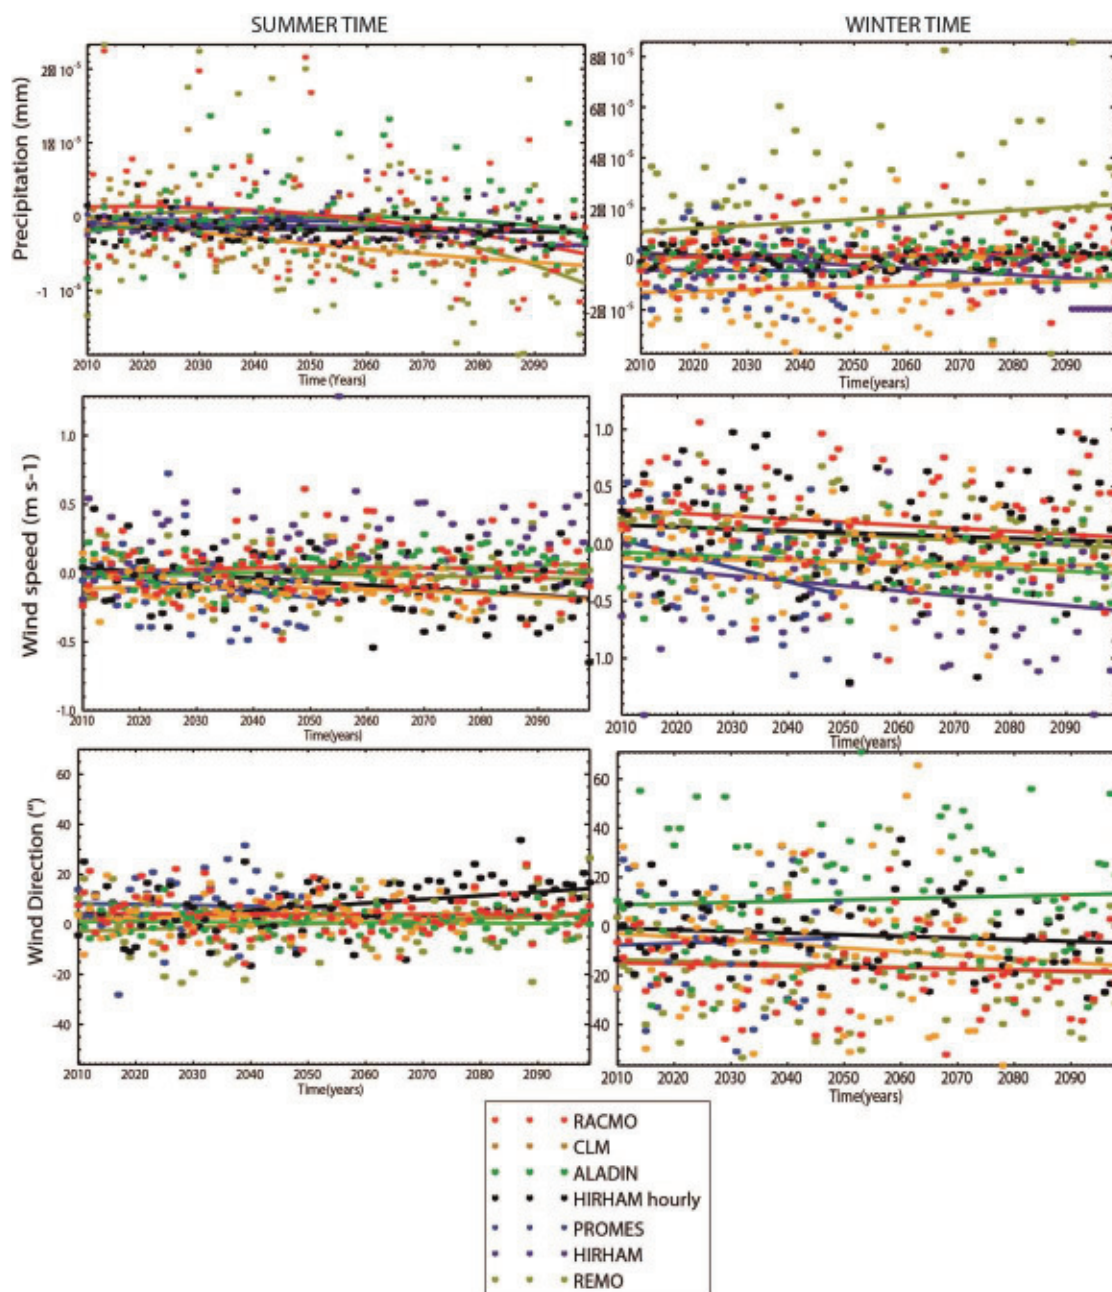 SUMMER TIME
WINTER TIME
Precipitation (mm)
2 10-5
1 10-5
0
-1 10-5
2010 2020 2030 2040 2050 2060 2070 2080 2090
Time (Years)
8 10-5
6 10-5
4 10-5
2 10-5
0
-2 10-5
2010 2020 2030 2040 2050 2060 2070 2080 2090
Time(years)
Wind speed (m s-1)
1.0
0.5
0.0
-0.5
-1.0
2010 2020 2030 2040 2050 2060 2070 2080 2090
Time(years)
1.0
0.5
0.0
-0.5
1.0
2010 2020 2030 2040 2050 2060 2070 2080 2090
Time(years)
Wind Direction (°)
60
40
20
0
-20
-40
2010 2020 2030 2040 2050 2060 2070 2080 2090
Time(years)
60
40
20
0
-20
-40
2010 2020 2030 2040 2050 2060 2070 2080 2090
Time(years)
RACMO
CLM
ALADIN
HIRHAM hourly
PROMES
HIRHAM
REMO